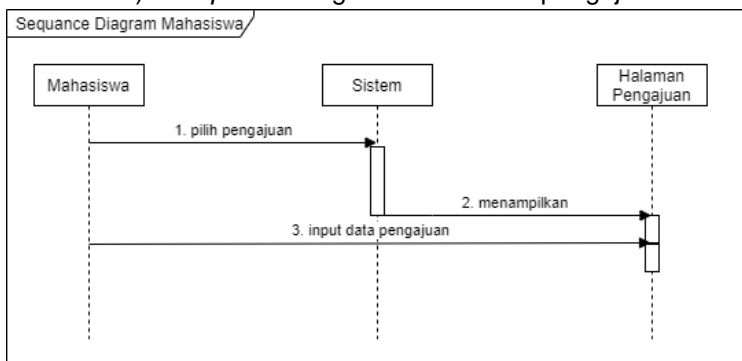 Sequance Diagram Mahasiswa
Mahasiswa
Sistem
Halaman
Pengajuan
1. pilih pengajuan
2. menampilkan
3. input data pengajuan